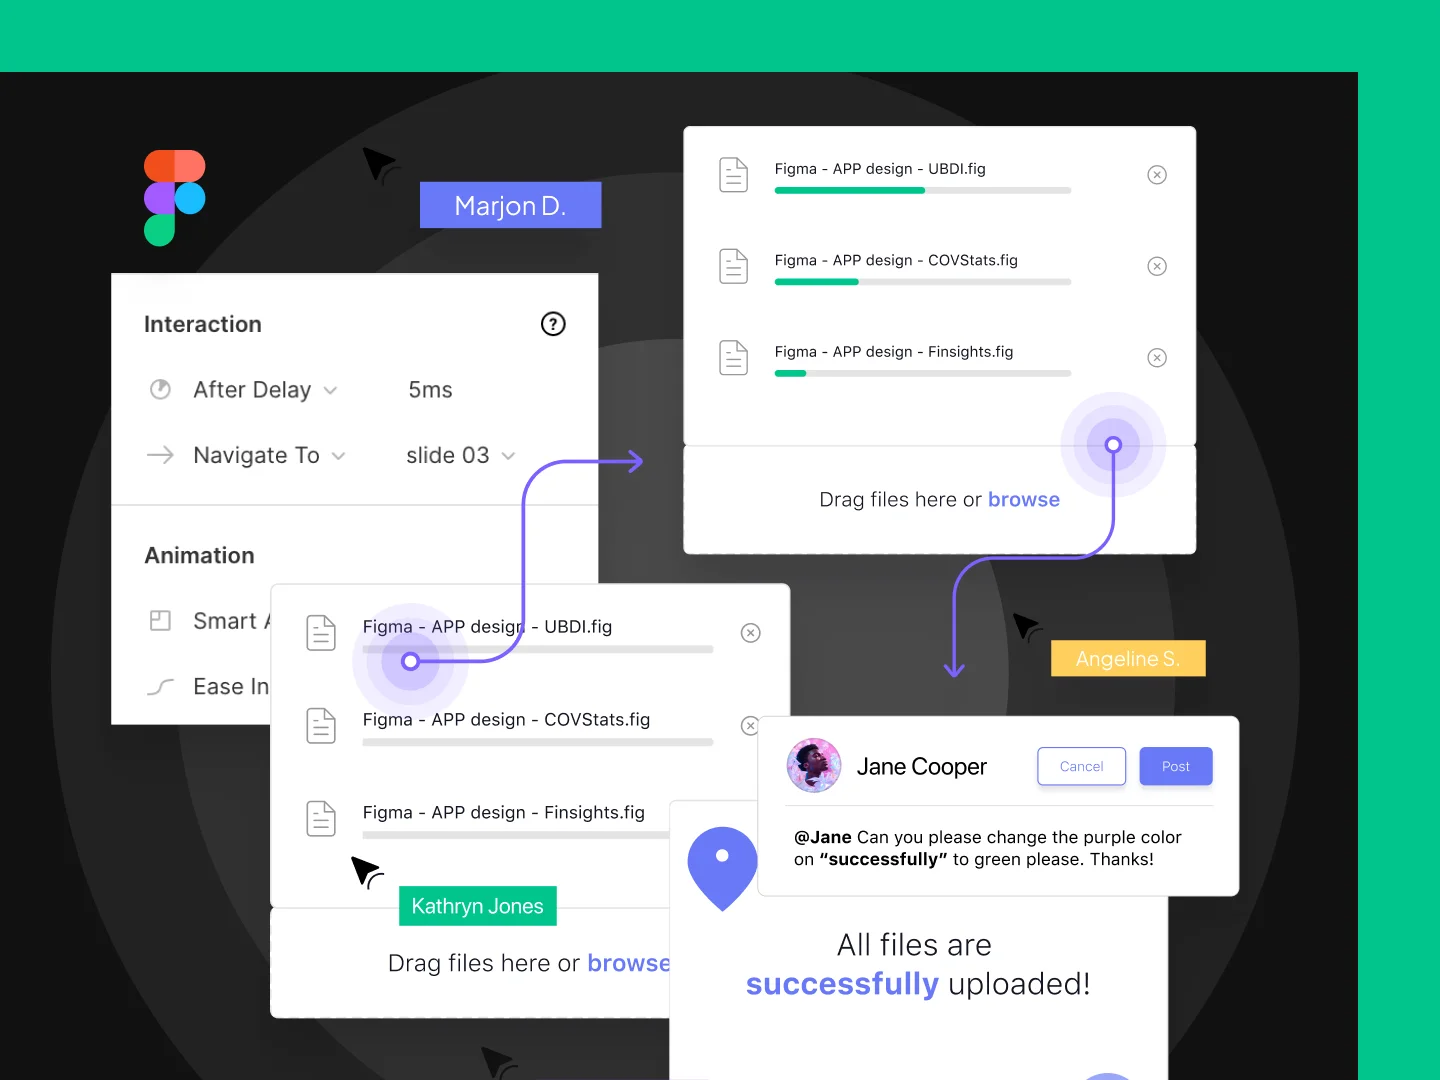 Marjon D.
Interaction
?
After Delay
5ms
Navigate To
slide 03
Animation
Smart
Ease In
Figma - APP design - UBDI.fig
Figma - APP design - COVStats.fig
Figma - APP design - Finsights.fig
Drag files here or browse
Figma - APP design - UBDI.fig
Figma - APP design - COVStats.fig
Figma - APP design - Finsights.fig
Kathryn Jones
Drag files here or browse
Angeline S.
Jane Cooper
Cancel
Post
@Jane Can you please change the purple color
on “successfully” to green please. Thanks!
All files are
successfully uploaded!